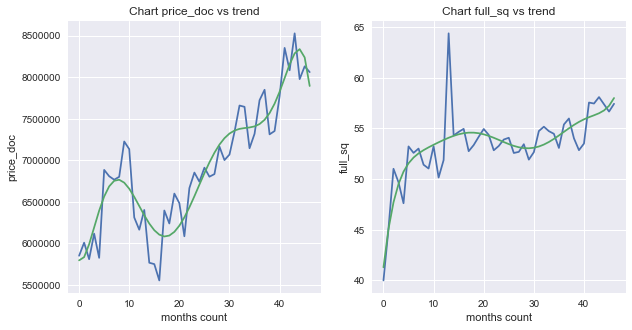 Chart price_doc vs trend
8500000
8000000
7500000
7000000
6500000
6000000
5500000
price_doc
0 10 20 30 40
months count
Chart full_sq vs trend
65
60
55
50
45
40
full_sq
0 10 20 30 40
months count